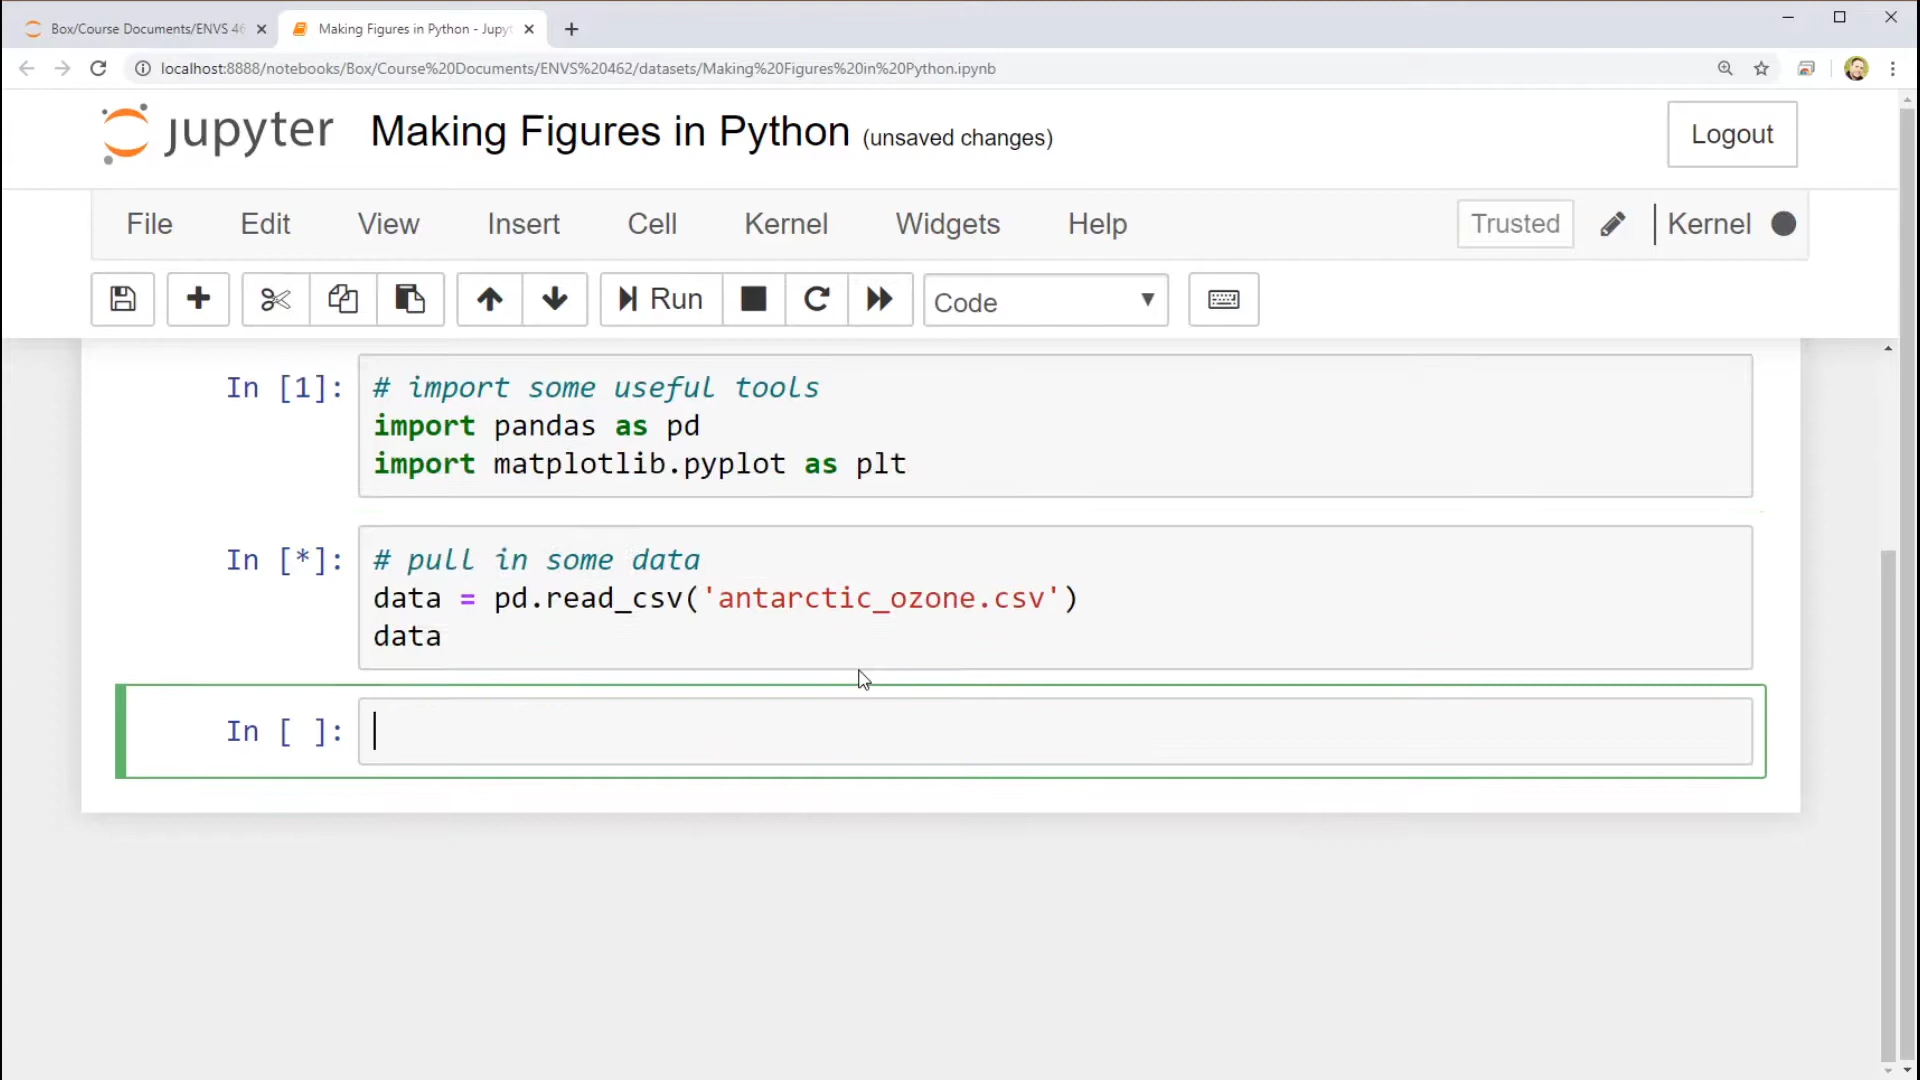 Box/Course Documents/ENVS 46
Making Figures in Python - Jupyt
localhost:8888/notebooks/Box/Course%20Documents/ENVS%20462/datasets/Making%20Figures%20in%20Python.ipynb
jupyter Making Figures in Python (unsaved changes)
Logout
File Edit View Insert Cell Kernel Widgets Help Trusted Kernel
Run Code
In [1]: # import some useful tools
import pandas as pd
import matplotlib.pyplot as plt
In [*]: # pull in some data
data = pd.read_csv('antarctic_ozone.csv')
data
In [ ]: